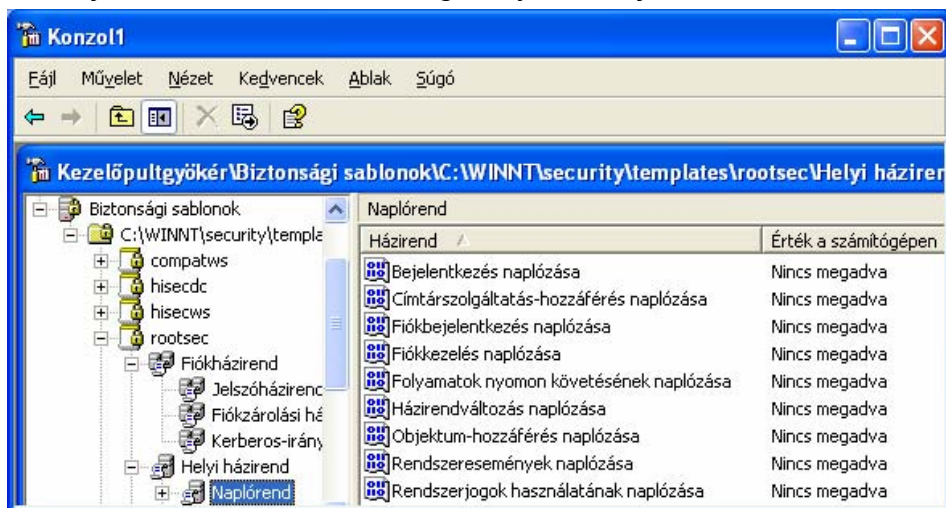 Konzol1
Fájl Művelet Nézet Kedvencek Ablak Súgó
Kezelőpultgyökér\Biztonsági sablonok\C:\WINNT\security\templates\rootsec\Helyi háziren
Biztonsági sablonok
C:\WINNT\security\templa
compatws
hisecdc
hisecws
rootsec
Fiókházirend
Jelszóházirend
Fiókzárolási há
Kerberos-irány
Helyi házirend
Naplórend
Naplórend
Házirend Érték a számítógépen
Bejelentkezés naplózása Nincs megadva
Címtárszolgáltatás-hozzáférés naplózása Nincs megadva
Fiókbejelentkezés naplózása Nincs megadva
Fiókkezelés naplózása Nincs megadva
Folyamatok nyomon követésének naplózása Nincs megadva
Házirendváltozás naplózása Nincs megadva
Objektum-hozzáférés naplózása Nincs megadva
Rendszeresemények naplózása Nincs megadva
Rendszerjogok használatának naplózása Nincs megadva